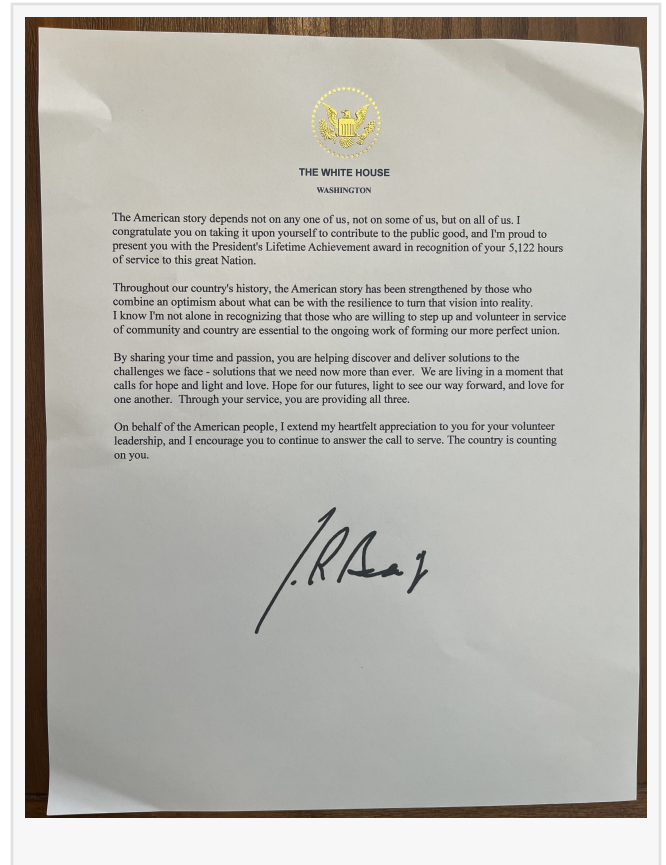 THE WHITE HOUSE
WASHINGTON
The American story depends not on any one of us, not on some of us, but on all of us. I
congratulate you on taking it upon yourself to contribute to the public good, and I'm proud to
present you with the President's Lifetime Achievement award in recognition of your 5,122 hours
of service to this great Nation.
Throughout our country's history, the American story has been strengthened by those who
combine an optimism about what can be with the resilience to turn that vision into reality.
I know I'm not alone in recognizing that those who are willing to step up and volunteer in service
of community and country are essential to the ongoing work of forming our more perfect union.
By sharing your time and passion, you are helping discover and deliver solutions to the
challenges we face - solutions that we need now more than ever.  We are living in a moment that
calls for hope and light and love. Hope for our futures, light to see our way forward, and love for
one another.  Through your service, you are providing all three.
On behalf of the American people, I extend my heartfelt appreciation to you for your volunteer
leadership, and I encourage you to continue to answer the call to serve. The country is counting
on you.